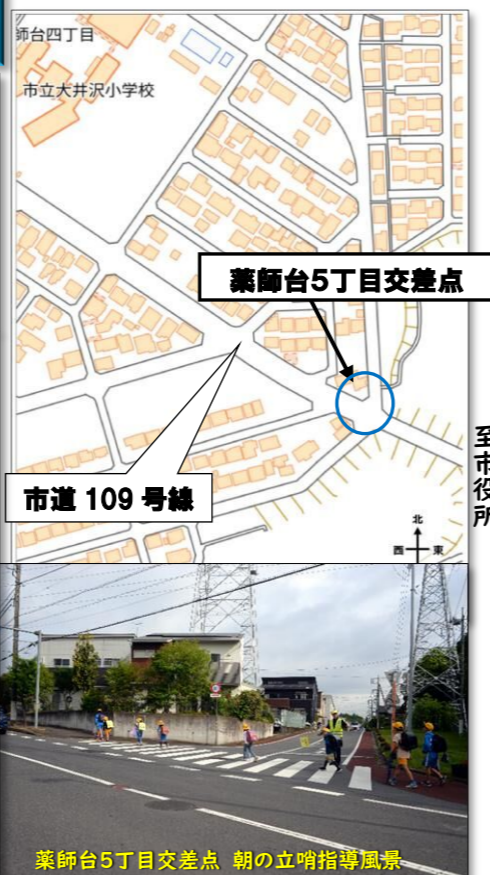 師台四丁目
市立大井沢小学校
薬師台5丁目交差点
市道 109 号線
至市役所
北
西 東
薬師台5丁目交差点 朝の立哨指導風景